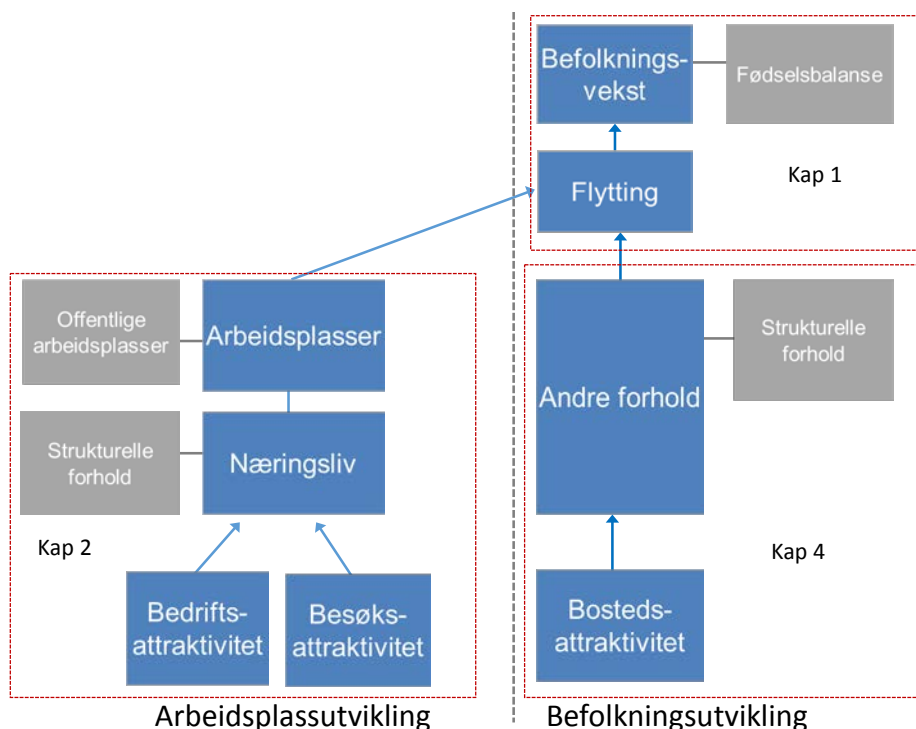 Befolknings-
vekst
Fødselsbalanse
Kap 1
Flytting
Offentlige
arbeidsplasser
Arbeidsplasser
Strukturelle
forhold
Næringsliv
Kap 2
Bedrifts-
attraktivitet
Besøks-
attraktivitet
Andre forhold
Strukturelle
forhold
Kap 4
Bosteds-
attraktivitet
Arbeidsplassutvikling
Befolkningsutvikling